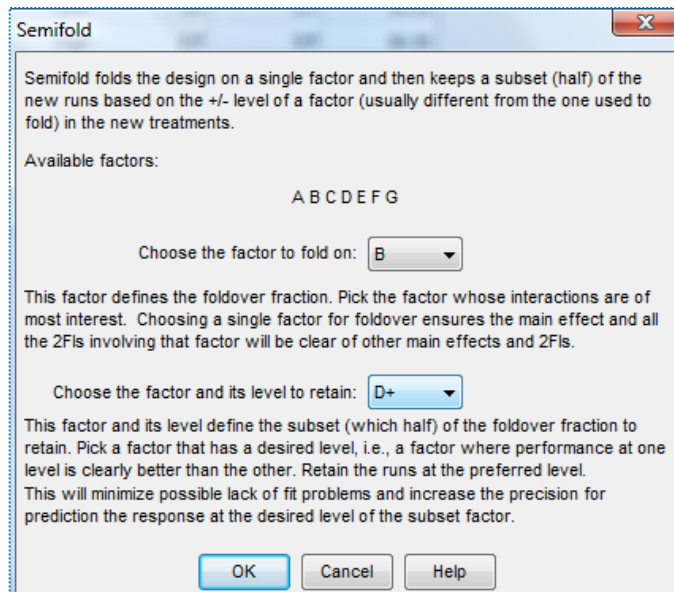 Semifold
Semifold folds the design on a single factor and then keeps a subset (half) of the
new runs based on the +/- level of a factor (usually different from the one used to
fold) in the new treatments.
Available factors:
A B C D E F G
Choose the factor to fold on: B
This factor defines the foldover fraction. Pick the factor whose interactions are of
most interest. Choosing a single factor for foldover ensures the main effect and all
the 2FIs involving that factor will be clear of other main effects and 2FIs.
Choose the factor and its level to retain: D+
This factor and its level define the subset (which half) of the foldover fraction to
retain. Pick a factor that has a desired level, i.e., a factor where performance at one
level is clearly better than the other. Retain the runs at the preferred level.
This will minimize possible lack of fit problems and increase the precision for
prediction the response at the desired level of the subset factor.
OK Cancel Help